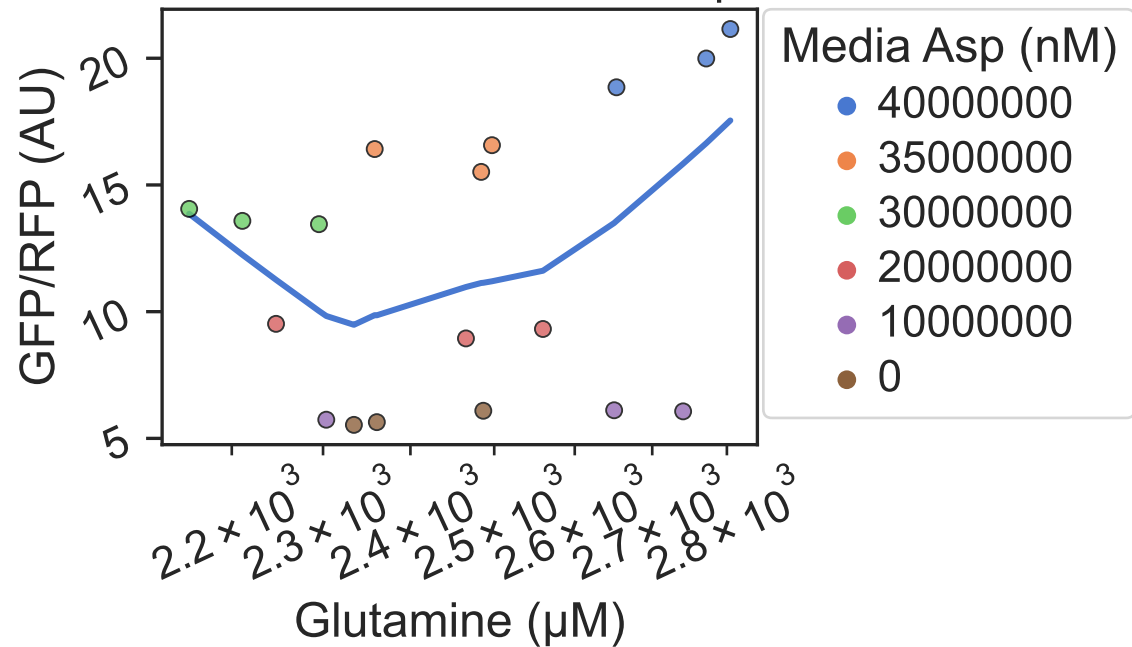 GFP/RFP (AU)
20
15
10
5
2.2 × 10³
2.3 × 10³
2.4 × 10³
2.5 × 10³
2.6 × 10³
2.7 × 10³
2.8 × 10³
Glutamine (µM)
Media Asp (nM)
40000000
35000000
30000000
20000000
10000000
0